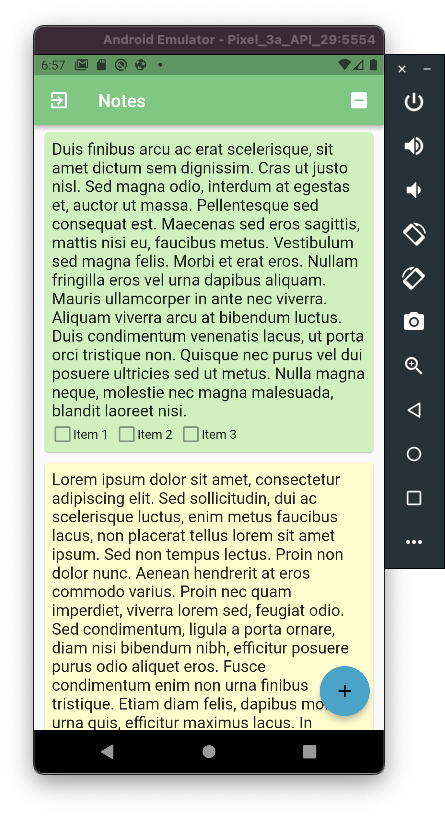 Android Emulator - Pixel_3a_API_29:5554
6:57
Notes
Duis finibus arcu ac erat scelerisque, sit
amet dictum sem dignissim. Cras ut justo
nisl. Sed magna odio, interdum at egestas
et, auctor ut massa. Pellentesque sed
consequat est. Maecenas sed eros sagittis,
mattis nisi eu, faucibus metus. Vestibulum
sed magna felis. Morbi et erat eros. Nullam
fringilla eros vel urna dapibus aliquam.
Mauris ullamcorper in ante nec viverra.
Aliquam viverra arcu at bibendum luctus.
Duis condimentum venenatis lacus, ut porta
orci tristique non. Quisque nec purus vel dui
posuere ultricies sed ut metus. Nulla magna
neque, molestie nec magna malesuada,
blandit laoreet nisi.
Item 1 Item 2 Item 3
Lorem ipsum dolor sit amet, consectetur
adipiscing elit. Sed sollicitudin, dui ac
scelerisque luctus, enim metus faucibus
lacus, non placerat tellus lorem sit amet
ipsum. Sed non tempus lectus. Proin non
dolor nunc. Aenean hendrerit at eros
commodo varius. Proin nec quam
imperdiet, viverra lorem sed, feugiat odio.
Sed condimentum, ligula a porta ornare,
diam nisi bibendum nibh, efficitur posuere
purus odio aliquet eros. Fusce
condimentum enim non urna finibus
tristique. Etiam diam felis, dapibus
urna quis, efficitur maximus lacus. In